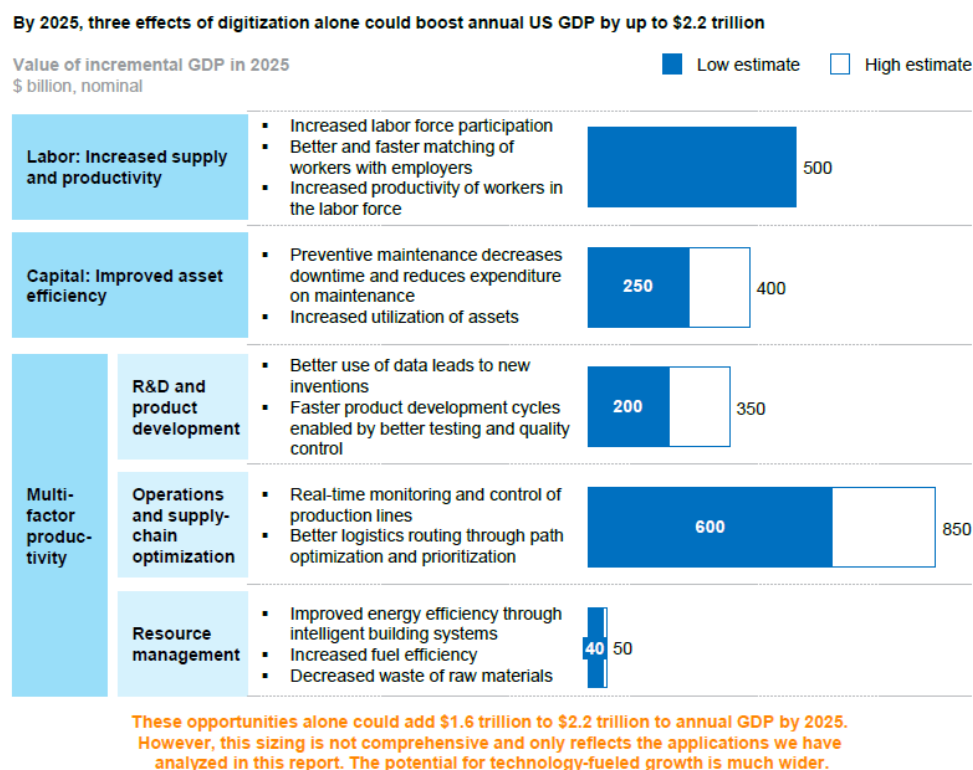 By 2025, three effects of digitization alone could boost annual US GDP by up to $2.2 trillion
Value of incremental GDP in 2025
$ billion, nominal
Low estimate
High estimate
Labor: Increased supply
and productivity
▪ Increased labor force participation
▪ Better and faster matching of
workers with employers
▪ Increased productivity of workers in
the labor force
500
Capital: Improved asset
efficiency
▪ Preventive maintenance decreases
downtime and reduces expenditure
on maintenance
▪ Increased utilization of assets
250
400
Multi-
factor
produc-
tivity
R&D and
product
development
▪ Better use of data leads to new
inventions
▪ Faster product development cycles
enabled by better testing and quality
control
200
350
Operations
and supply-
chain
optimization
▪ Real-time monitoring and control of
production lines
▪ Better logistics routing through path
optimization and prioritization
600
850
Resource
management
▪ Improved energy efficiency through
intelligent building systems
▪ Increased fuel efficiency
▪ Decreased waste of raw materials
40
50
These opportunities alone could add $1.6 trillion to $2.2 trillion to annual GDP by 2025.
However, this sizing is not comprehensive and only reflects the applications we have
analyzed in this report. The potential for technology-fueled growth is much wider.